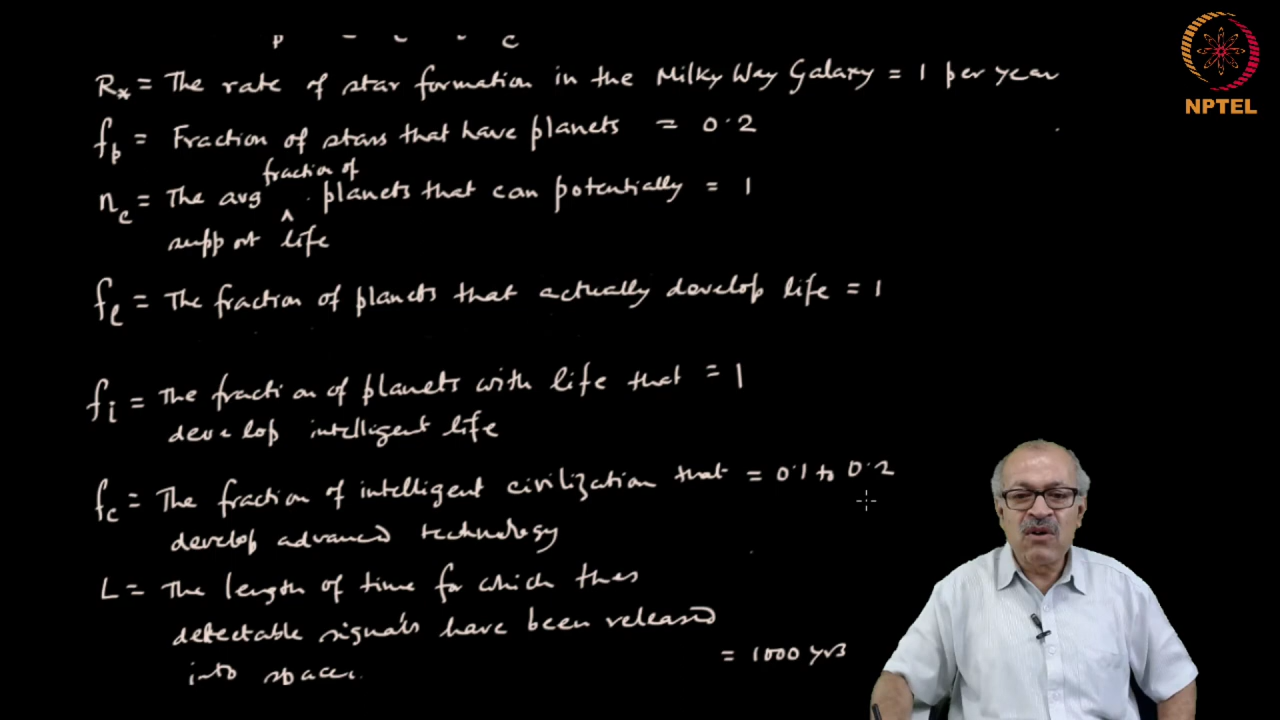 R* = The rate of star formation in the Milky Way Galaxy = 1 per year
NPTEL
fp = Fraction of stars that have planets = 0.2
fraction of
ne = The avg ^ planets that can potentially = 1
support life
fl = The fraction of planets that actually develop life = 1
fi = The fraction of planets with life that = 1
develop intelligent life
fc = The fraction of intelligent civilization that = 0.1 to 0.2
develop advanced technology
L = The length of time for which
detectable signals have been released
= 1000 yrs
into space.